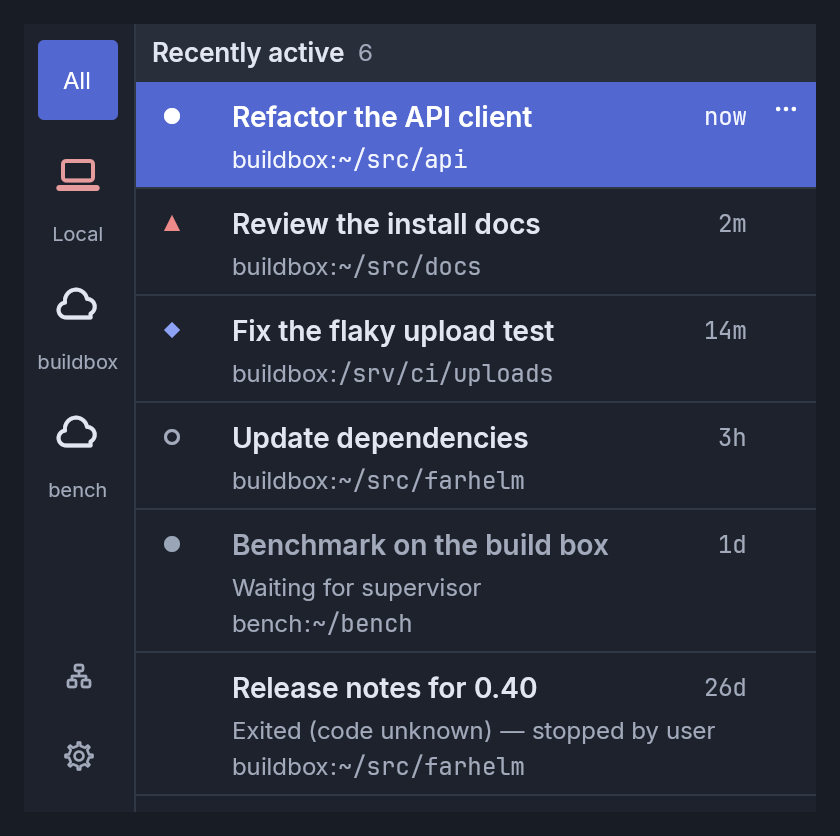 All
Local
buildbox
bench
Recently active 6
Refactor the API client now
buildbox:~/src/api
Review the install docs 2m
buildbox:~/src/docs
Fix the flaky upload test 14m
buildbox:/srv/ci/uploads
Update dependencies 3h
buildbox:~/src/farhelm
Benchmark on the build box 1d
Waiting for supervisor
bench:~/bench
Release notes for 0.40 26d
Exited (code unknown) — stopped by user
buildbox:~/src/farhelm